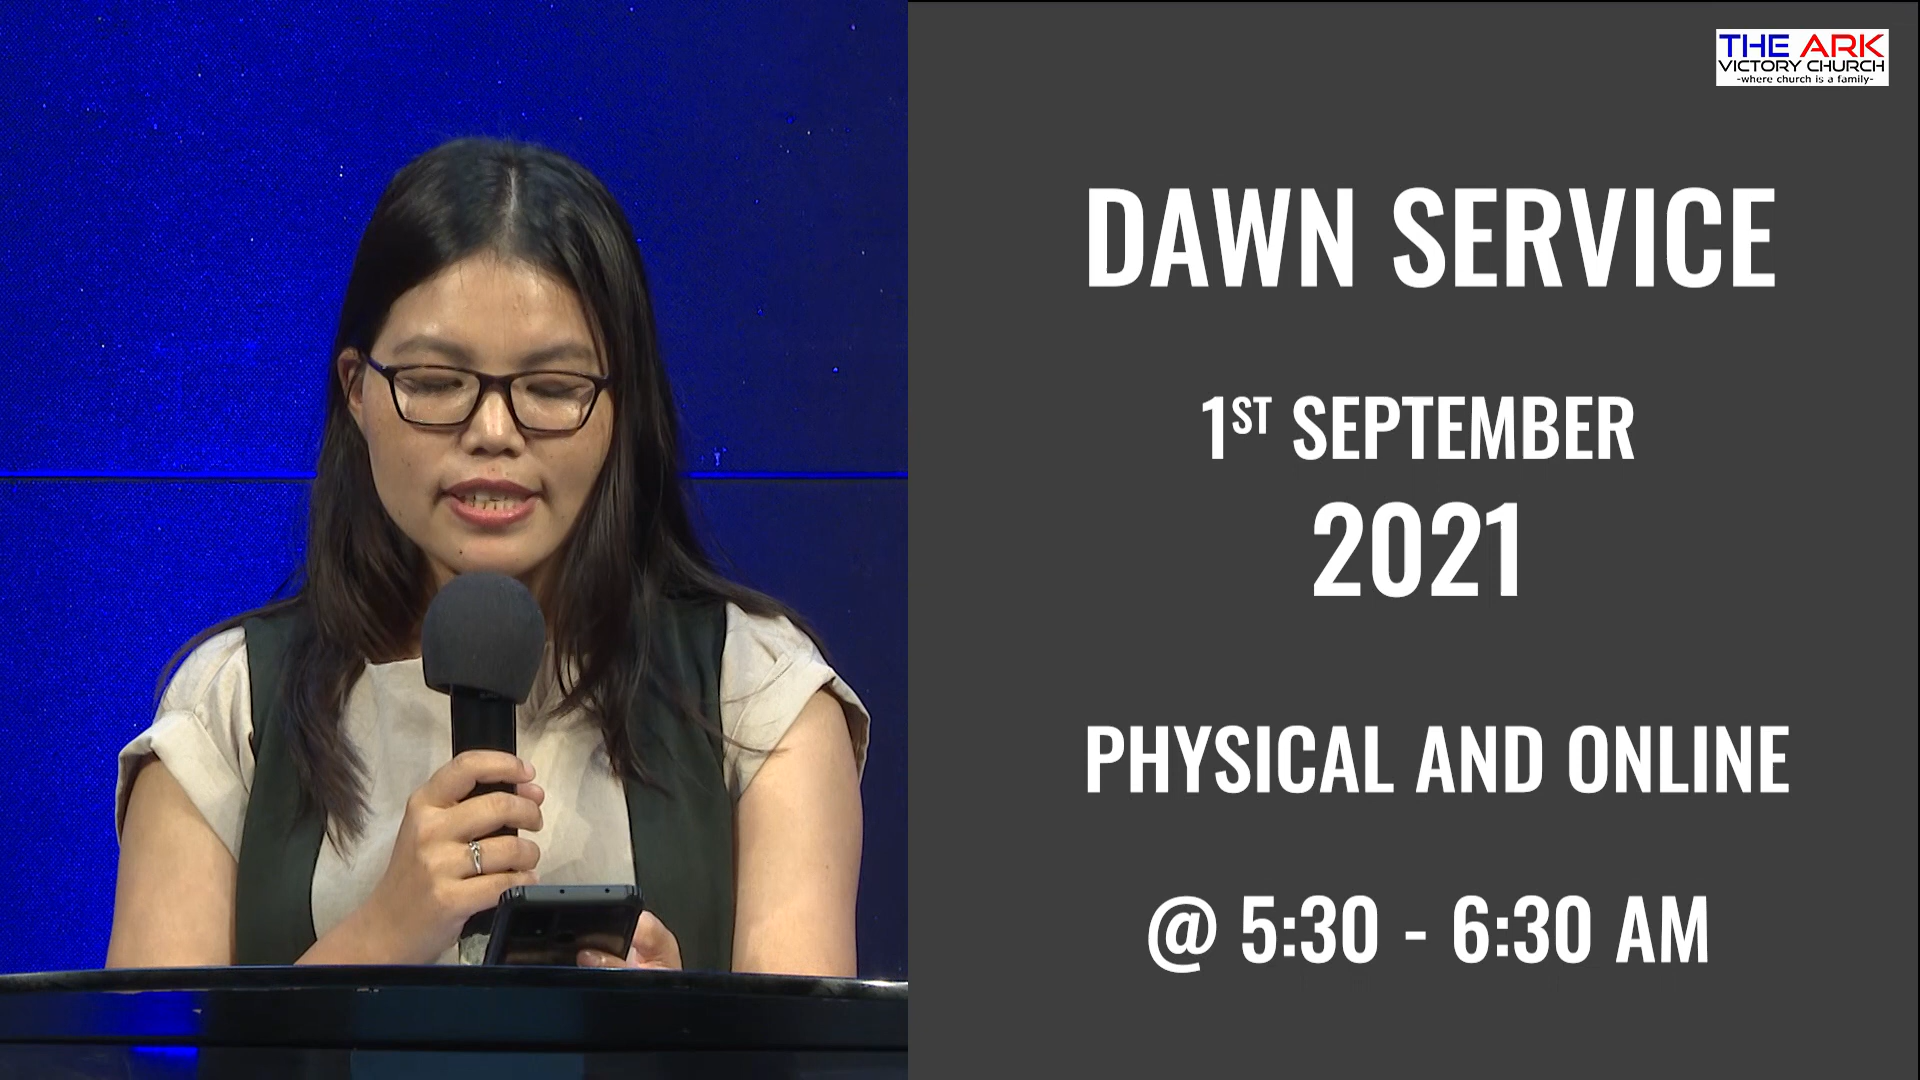 THE ARK
VICTORY CHURCH
-where church is a family-
DAWN SERVICE
1ST SEPTEMBER
2021
PHYSICAL AND ONLINE
@ 5:30 - 6:30 AM